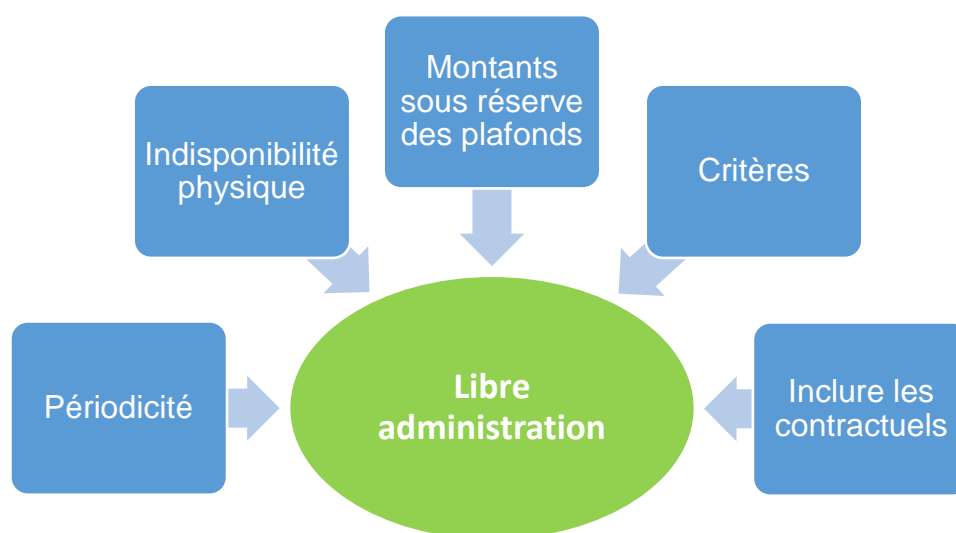 Montants
sous réserve
des plafonds
Indisponibilité
physique
Critères
Périodicité
Libre
administration
Inclure les
contractuels